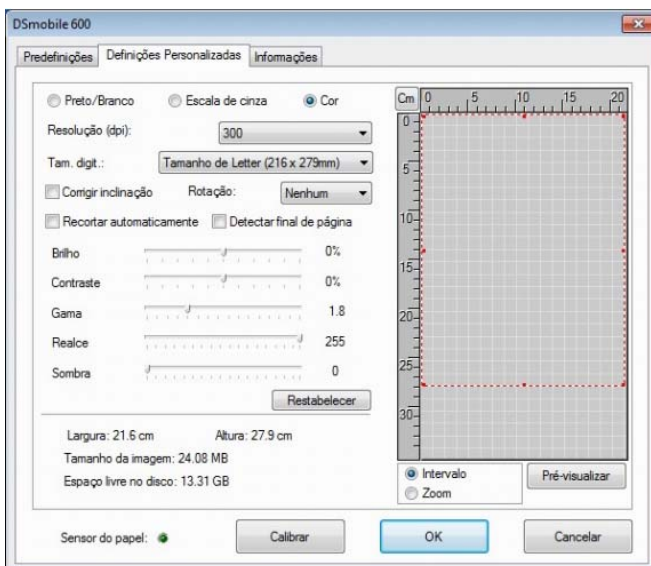 DSmobile 600
Predefinições Definições Personalizadas Informações
Preto/Branco Escala de cinza Cor
Resolução (dpi): 300
Tam. digit.: Tamanho de Letter (216 x 279mm)
Corrigir inclinação Rotação: Nenhum
Recortar automaticamente Detectar final de página
Brilho 0%
Contraste 0%
Gama 1.8
Realce 255
Sombra 0
Restabelecer
Largura: 21.6 cm Altura: 27.9 cm
Tamanho da imagem: 24.08 MB
Espaço livre no disco: 13.31 GB
Cm 0 5 10 15 20
0
5
10
15
20
25
30
Intervalo
Zoom
Pré-visualizar
Sensor do papel: Calibrar OK Cancelar